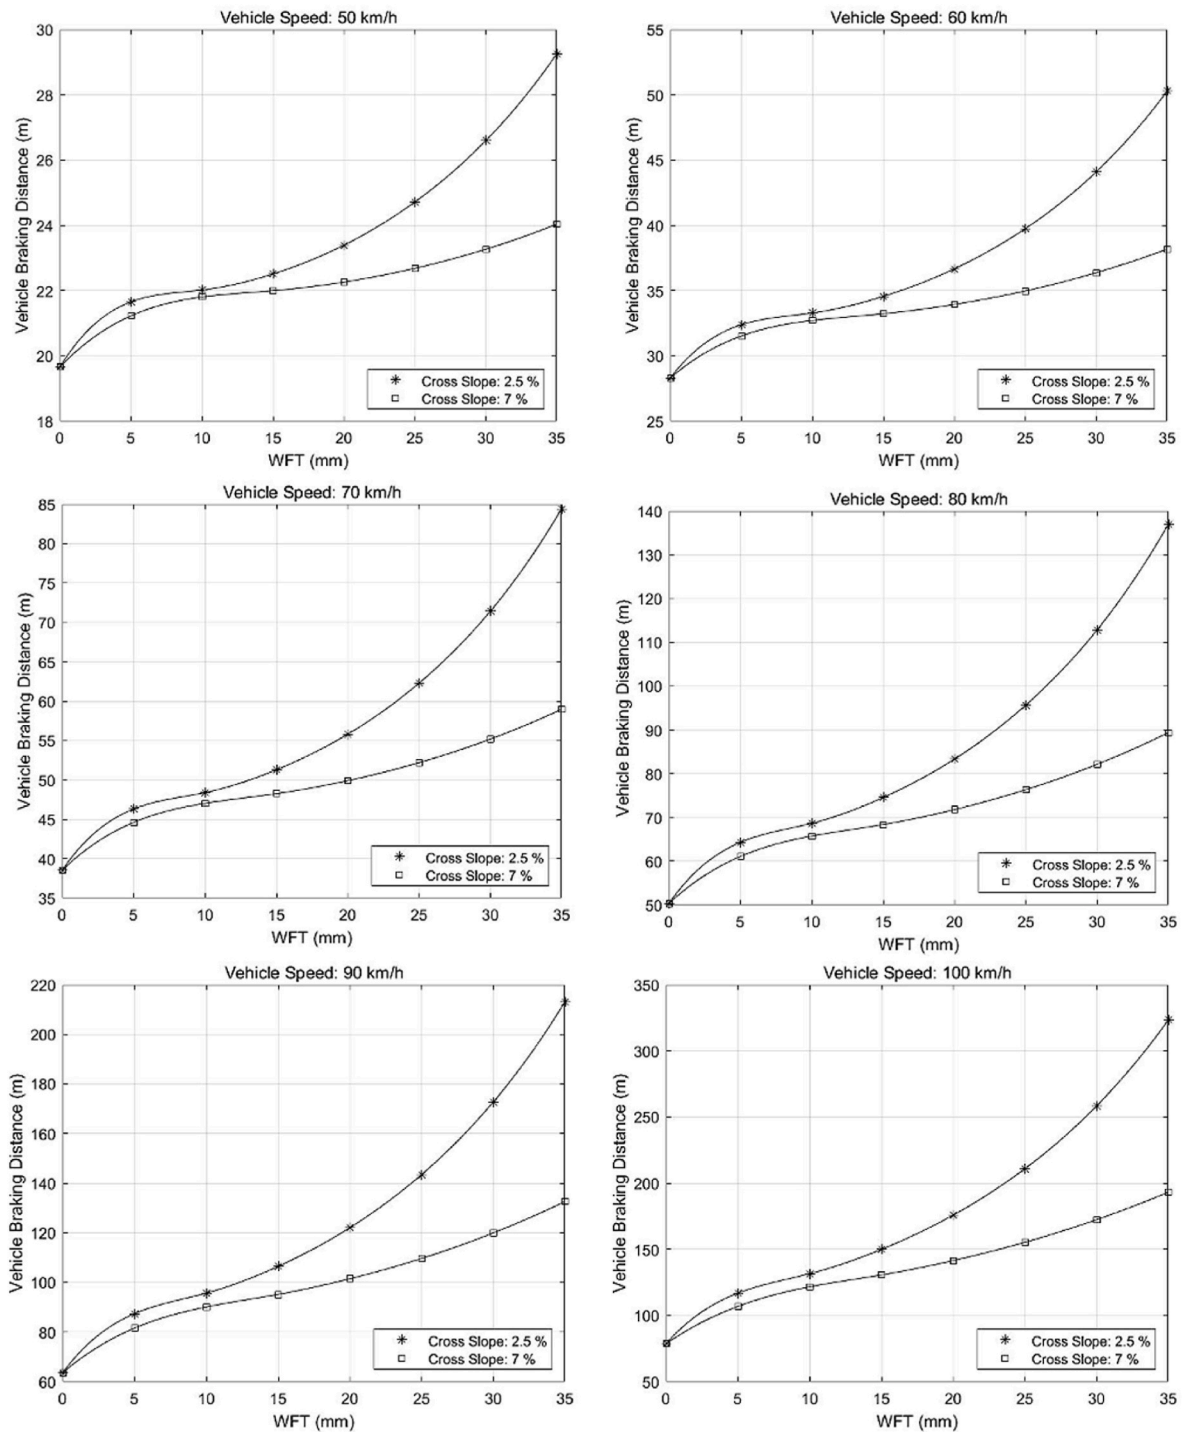 Vehicle Speed: 50 km/h
30
28
26
24
22
20
18
Vehicle Braking Distance (m)
0 5 10 15 20 25 30 35
WFT (mm)
Cross Slope: 2.5 %
Cross Slope: 7 %
Vehicle Speed: 60 km/h
55
50
45
40
35
30
25
Vehicle Braking Distance (m)
0 5 10 15 20 25 30 35
WFT (mm)
Cross Slope: 2.5 %
Cross Slope: 7 %
Vehicle Speed: 70 km/h
85
80
75
70
65
60
55
50
45
40
35
Vehicle Braking Distance (m)
0 5 10 15 20 25 30 35
WFT (mm)
Cross Slope: 2.5 %
Cross Slope: 7 %
Vehicle Speed: 80 km/h
140
130
120
110
100
90
80
70
60
50
Vehicle Braking Distance (m)
0 5 10 15 20 25 30 35
WFT (mm)
Cross Slope: 2.5 %
Cross Slope: 7 %
Vehicle Speed: 90 km/h
220
200
180
160
140
120
100
80
60
Vehicle Braking Distance (m)
0 5 10 15 20 25 30 35
WFT (mm)
Cross Slope: 2.5 %
Cross Slope: 7 %
Vehicle Speed: 100 km/h
350
300
250
200
150
100
50
Vehicle Braking Distance (m)
0 5 10 15 20 25 30 35
WFT (mm)
Cross Slope: 2.5 %
Cross Slope: 7 %